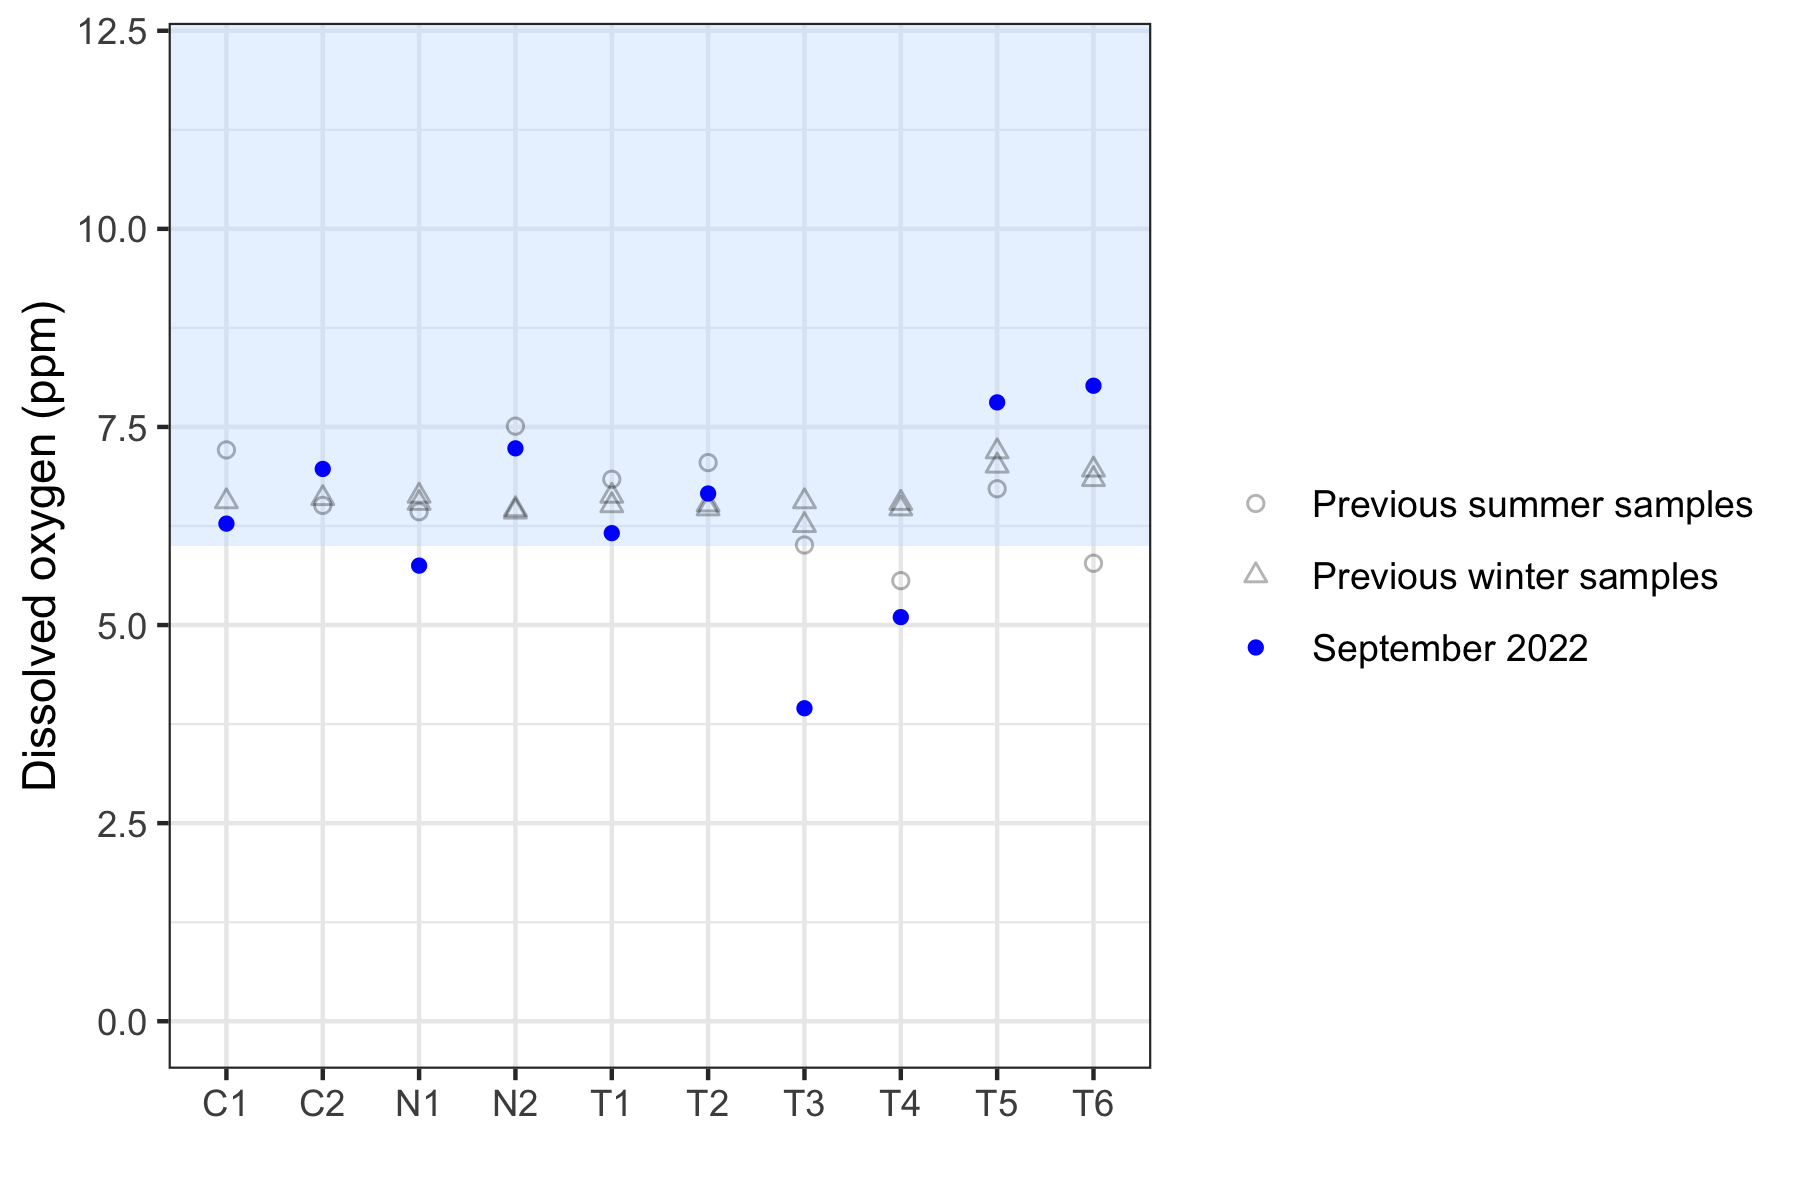 Dissolved oxygen (ppm)
12.5
10.0
7.5
5.0
2.5
0.0
C1 C2 N1 N2 T1 T2 T3 T4 T5 T6
Previous summer samples
Previous winter samples
September 2022